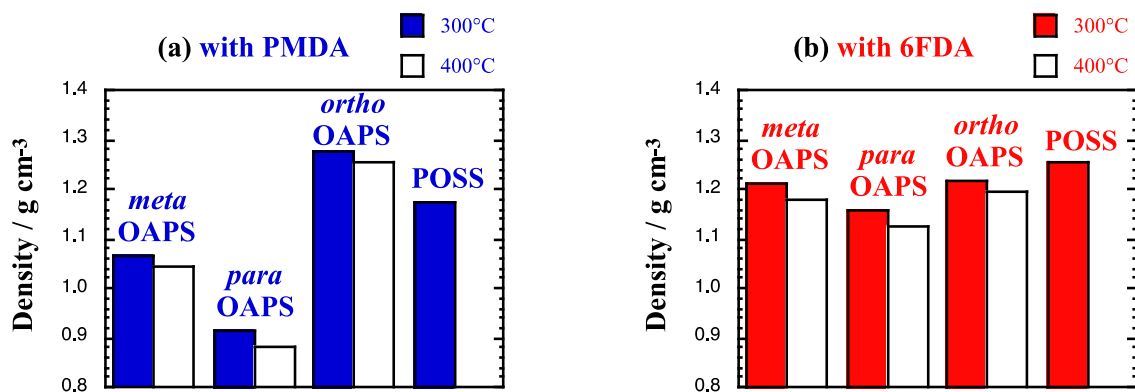 (a) with PMDA
300°C
400°C
Density / g cm-3
1.4
1.3
1.2
1.1
1.0
0.9
0.8
meta
OAPS
para
OAPS
ortho
OAPS
POSS
(b) with 6FDA
300°C
400°C
Density / g cm-3
1.4
1.3
1.2
1.1
1.0
0.9
0.8
meta
OAPS
para
OAPS
ortho
OAPS
POSS